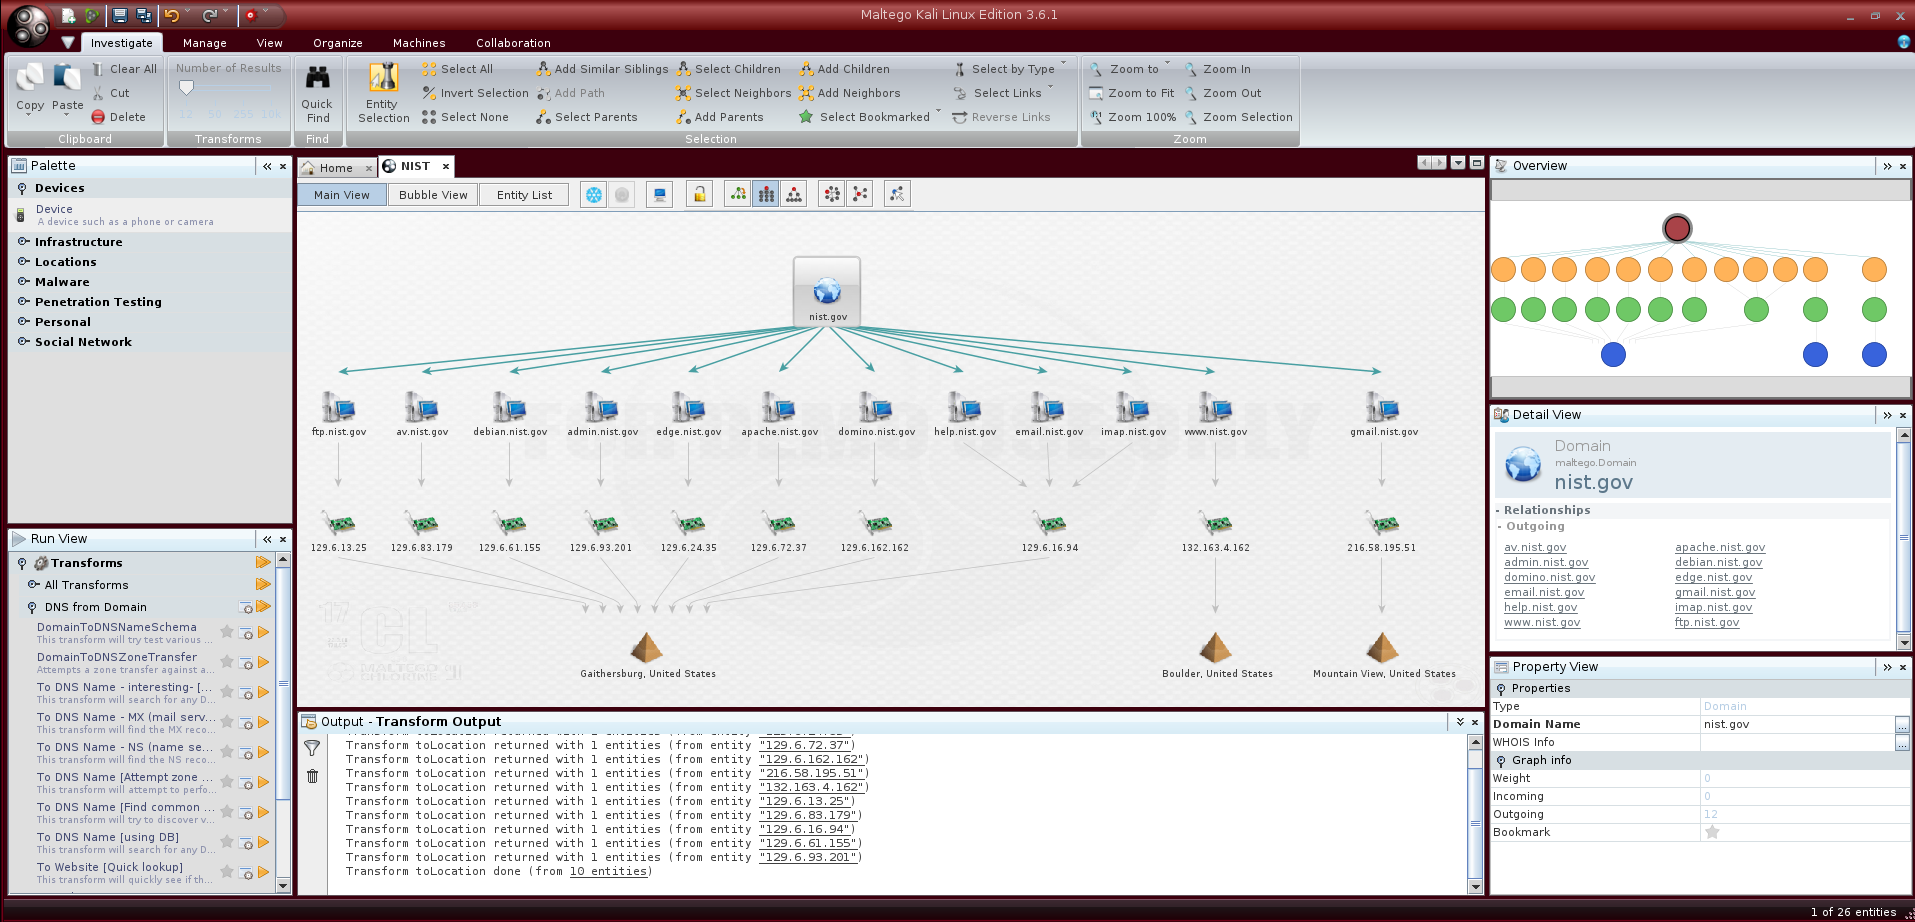 Maltego Kali Linux Edition 3.6.1
Investigate Manage View Organize Machines Collaboration
Copy Paste Clear All Cut Delete
Clipboard
Number of Results
12 50 255 10k
Transforms
Quick Find
Find
Entity Selection
Select All Add Similar Siblings Select Children Add Children Select by Type
Invert Selection Add Path Select Neighbors Add Neighbors Select Links
Select None Select Parents Add Parents Select Bookmarked Reverse Links
Selection
Zoom to Zoom In
Zoom to Fit Zoom Out
Zoom 100% Zoom Selection
Zoom
Palette
Devices
Device
A device such as a phone or camera
Infrastructure
Locations
Malware
Penetration Testing
Personal
Social Network
Run View
Transforms
All Transforms
DNS from Domain
DomainToDNSNameSchema
This transform will try test various ...
DomainToDNSZoneTransfer
Attempts a zone transfer against a...
To DNS Name - interesting- [...
This transform will search for any D...
To DNS Name - MX (mail serv...
This transform will find the MX reco...
To DNS Name - NS (name se...
This transform will find the NS reco...
To DNS Name [Attempt zone ...
This transform will attempt to perfo...
To DNS Name [Find common ...
This transform will try to discover v...
To DNS Name [using DB]
This transform will search for any D...
To Website [Quick lookup]
This transform will quickly see if th...
Home NIST
Main View Bubble View Entity List
nist.gov
ftp.nist.gov av.nist.gov debian.nist.gov admin.nist.gov edge.nist.gov apache.nist.gov domino.nist.gov help.nist.gov email.nist.gov imap.nist.gov www.nist.gov gmail.nist.gov
129.6.13.25 129.6.83.179 129.6.61.155 129.6.93.201 129.6.24.35 129.6.72.37 129.6.162.162 129.6.16.94 132.163.4.162 216.58.195.51
Gaithersburg, United States Boulder, United States Mountain View, United States
Output - Transform Output
Transform toLocation returned with 1 entities (from entity "129.6.72.37")
Transform toLocation returned with 1 entities (from entity "129.6.162.162")
Transform toLocation returned with 1 entities (from entity "216.58.195.51")
Transform toLocation returned with 1 entities (from entity "132.163.4.162")
Transform toLocation returned with 1 entities (from entity "129.6.13.25")
Transform toLocation returned with 1 entities (from entity "129.6.83.179")
Transform toLocation returned with 1 entities (from entity "129.6.16.94")
Transform toLocation returned with 1 entities (from entity "129.6.61.155")
Transform toLocation returned with 1 entities (from entity "129.6.93.201")
Transform toLocation done (from 10 entities)
Overview
Detail View
Domain
maltego.Domain
nist.gov
- Relationships
- Outgoing
av.nist.gov apache.nist.gov
admin.nist.gov debian.nist.gov
domino.nist.gov edge.nist.gov
email.nist.gov gmail.nist.gov
help.nist.gov imap.nist.gov
www.nist.gov ftp.nist.gov
Property View
Properties
Type Domain
Domain Name nist.gov
WHOIS Info
Graph info
Weight 0
Incoming 0
Outgoing 12
Bookmark
1 of 26 entities